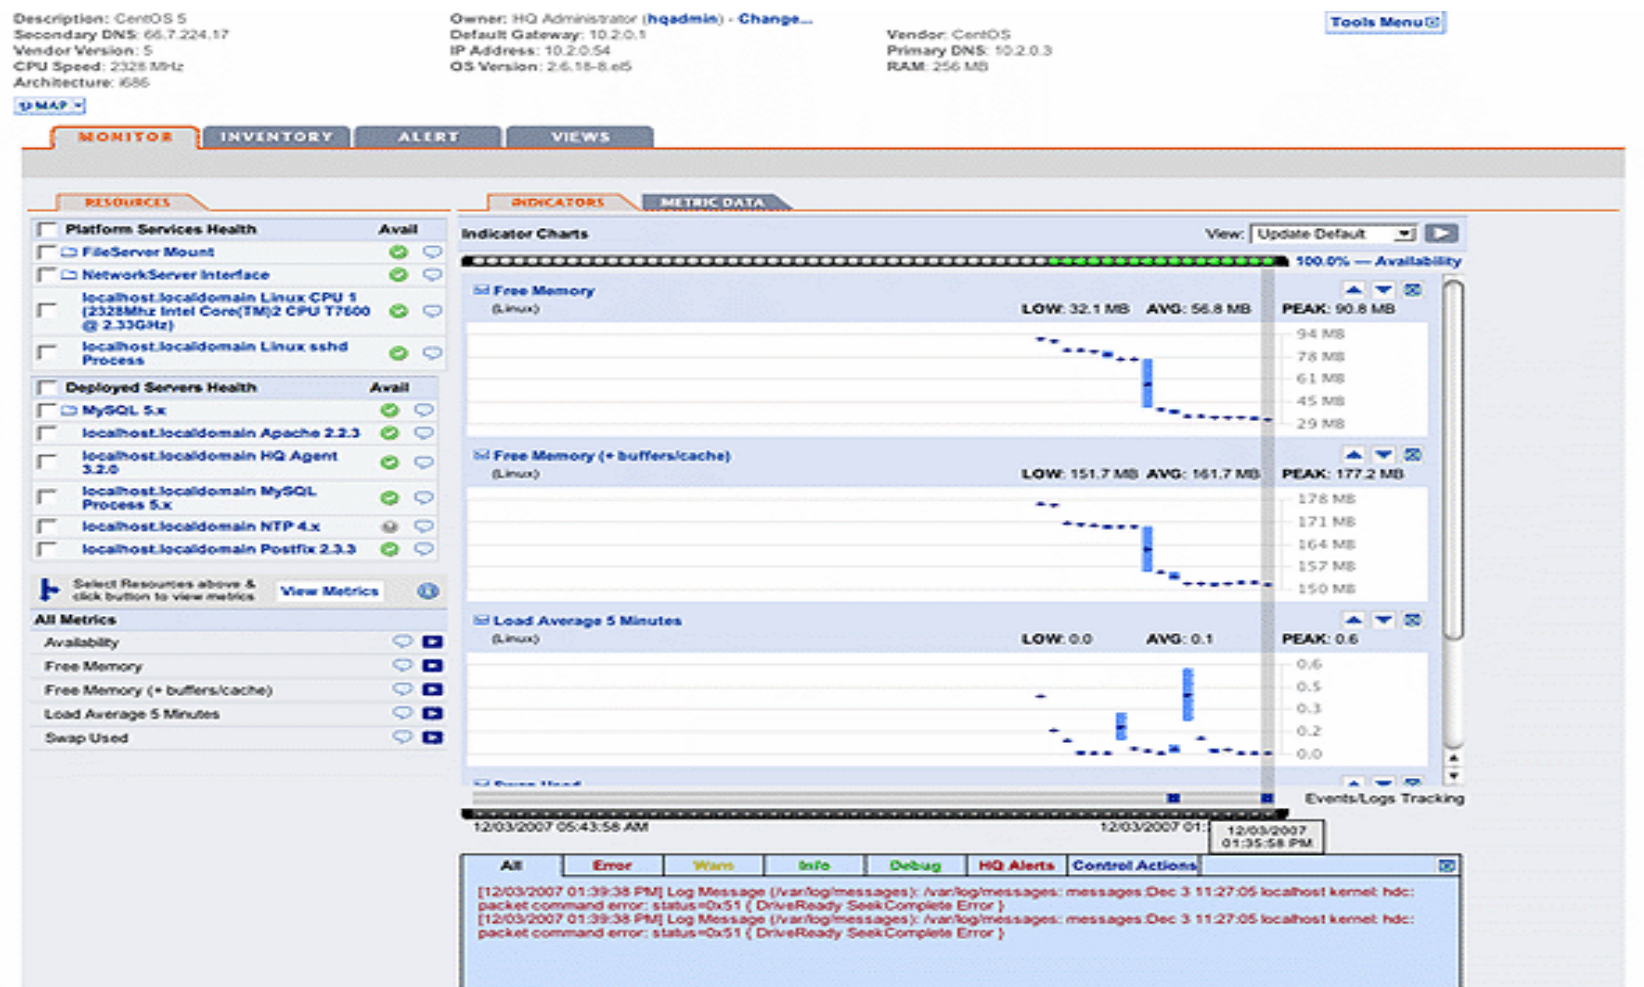 Description: CentOS 5
Secondary DNS: 66.7.224.17
Vendor Version: 5
CPU Speed: 2328 MHz
Architecture: i686
Owner: HQ Administrator (hqadmin) - Change...
Default Gateway: 10.2.0.1
IP Address: 10.2.0.54
OS Version: 2.6.18-8.el5
Vendor: CentOS
Primary DNS: 10.2.0.3
RAM: 256 MB
Tools Menu
MAP
MONITOR INVENTORY ALERT VIEWS
RESOURCES
Platform Services Health Avail
FileServer Mount
NetworkServer Interface
localhost.localdomain Linux CPU 1
(2328Mhz Intel Core(TM)2 CPU T7600
@ 2.33GHz)
localhost.localdomain Linux sshd
Process
Deployed Servers Health Avail
MySQL 5.x
localhost.localdomain Apache 2.2.3
localhost.localdomain HQ Agent
3.2.0
localhost.localdomain MySQL
Process 5.x
localhost.localdomain NTP 4.x
localhost.localdomain Postfix 2.3.3
Select Resources above &
click button to view metrics
View Metrics
All Metrics
Availability
Free Memory
Free Memory (+ buffers/cache)
Load Average 5 Minutes
Swap Used
INDICATORS METRIC DATA
Indicator Charts
View: Update Default
100.0% — Availability
Free Memory
(Linux) LOW: 32.1 MB AVG: 56.8 MB PEAK: 90.8 MB
94 MB
78 MB
61 MB
45 MB
29 MB
Free Memory (+ buffers/cache)
(Linux) LOW: 151.7 MB AVG: 161.7 MB PEAK: 177.2 MB
178 MB
171 MB
164 MB
157 MB
150 MB
Load Average 5 Minutes
(Linux) LOW: 0.0 AVG: 0.1 PEAK: 0.6
0.6
0.5
0.3
0.2
0.0
Swap Used
Events/Logs Tracking
12/03/2007 05:43:58 AM
12/03/2007 01:
12/03/2007
01:35:58 PM
All Error Warn Info Debug HQ Alerts Control Actions
[12/03/2007 01:39:38 PM] Log Message (/var/log/messages): /var/log/messages: messages:Dec 3 11:27:05 localhost kernel: hdc:
packet command error: status=0x51 { DriveReady SeekComplete Error }
[12/03/2007 01:39:38 PM] Log Message (/var/log/messages): /var/log/messages: messages:Dec 3 11:27:05 localhost kernel: hdc:
packet command error: status=0x51 { DriveReady SeekComplete Error }